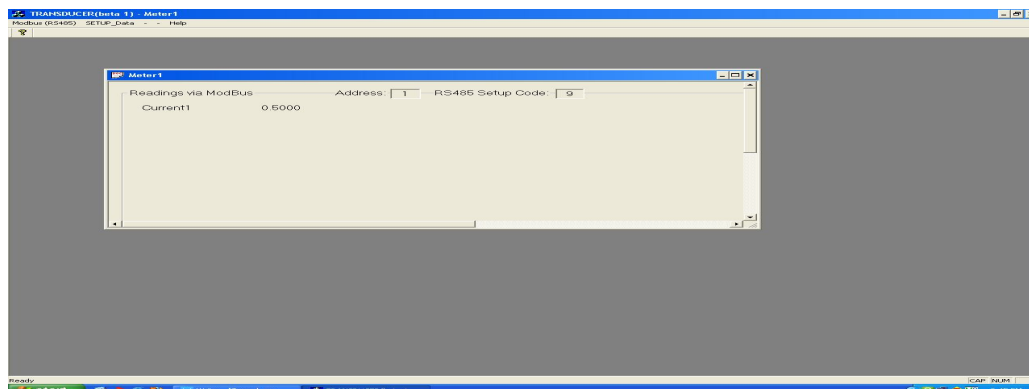 TRANSDUCER(beta 1) - Meter1
Modbus (RS485) SETUP_Data - - Help
Meter1
Readings via ModBus Address: 1 RS485 Setup Code: 9
Current1 0.5000
Ready CAP NUM